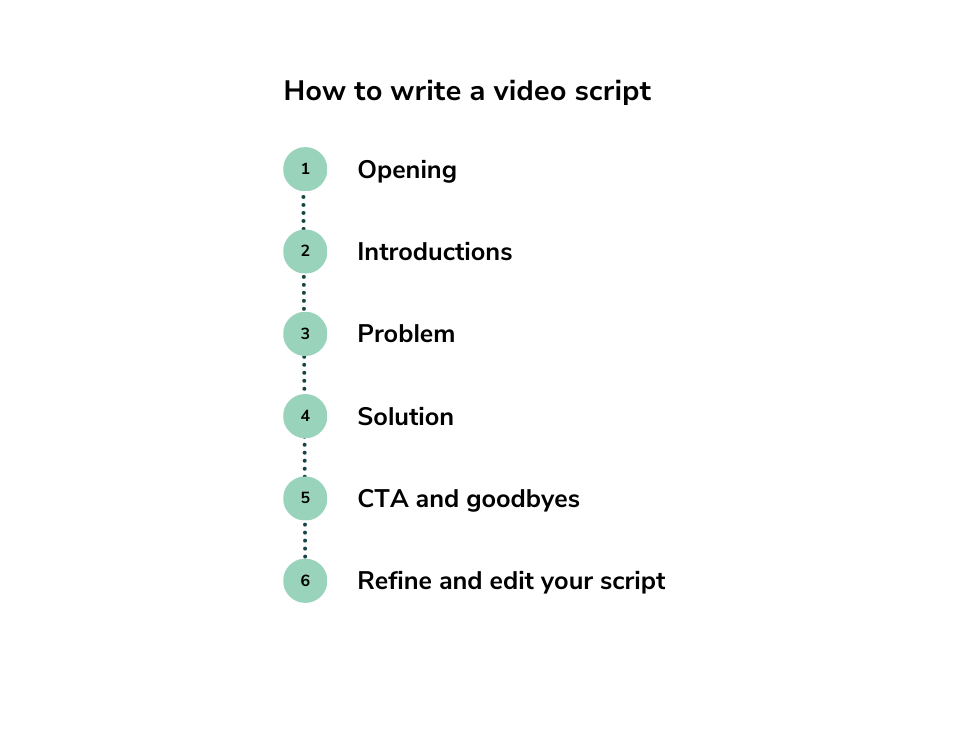 How to write a video script
1 Opening
2 Introductions
3 Problem
4 Solution
5 CTA and goodbyes
6 Refine and edit your script